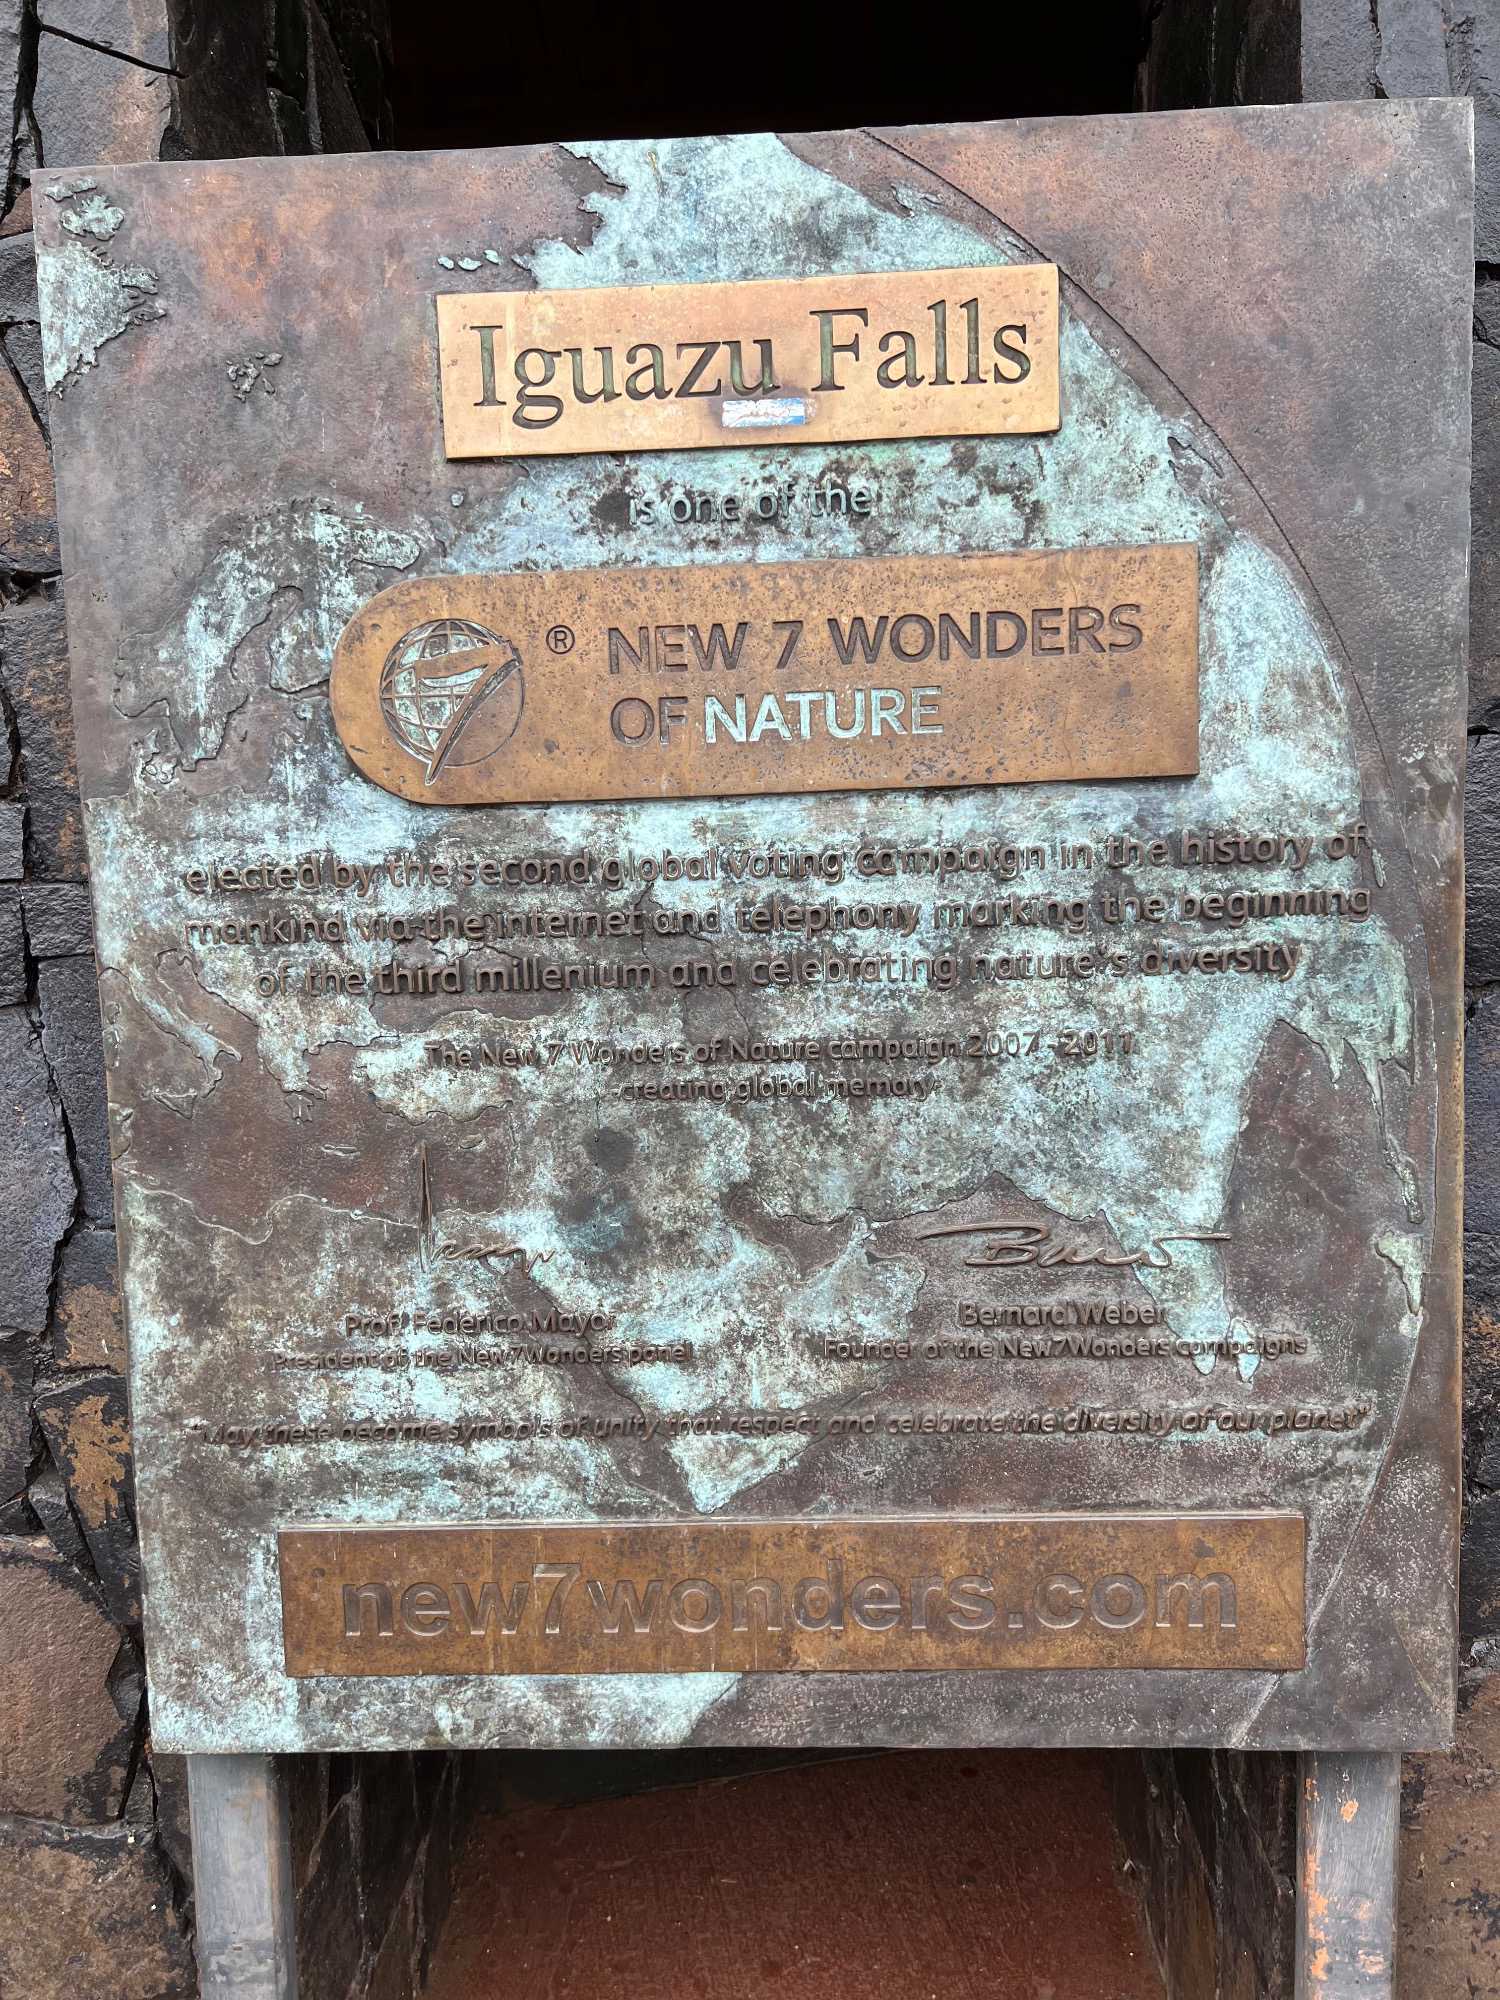 Iguazu Falls
is one of the
® NEW 7 WONDERS
OF NATURE
elected by the second global voting campaign in the history of
mankind via the internet and telephony marking the beginning
of the third millenium and celebrating nature's diversity
The New 7 Wonders of Nature campaign 2007 - 2011
-creating global memory-
Prof. Federico Mayor
President of the New7Wonders panel
Bernard Weber
Founder of the New7Wonders campaigns
"May these become symbols of unity that respect and celebrate the diversity of our planet"
new7wonders.com